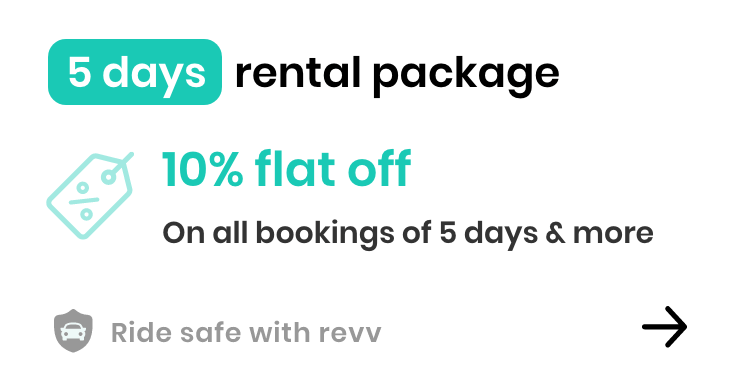 5 days rental package
10% flat off
On all bookings of 5 days & more
Ride safe with revv